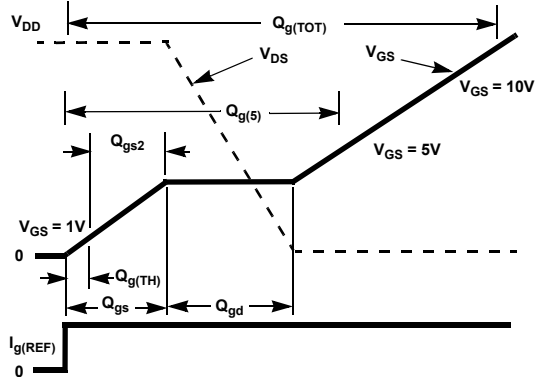 V_DD
Q_g(TOT)
V_DS
V_GS
V_GS = 10V
Q_g(5)
Q_gs2
V_GS = 5V
V_GS = 1V
0
Q_g(TH)
Q_gs
Q_gd
I_g(REF)
0